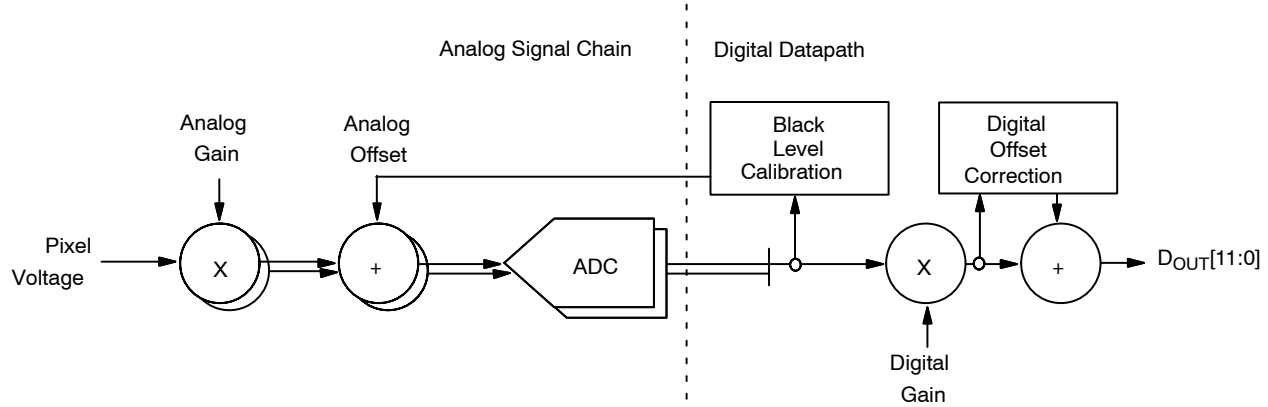 Analog Signal Chain
Digital Datapath
Analog
Gain
Analog
Offset
Black
Level
Calibration
Digital
Offset
Correction
Pixel
Voltage
X
+
ADC
X
+
DOUT[11:0]
Digital
Gain